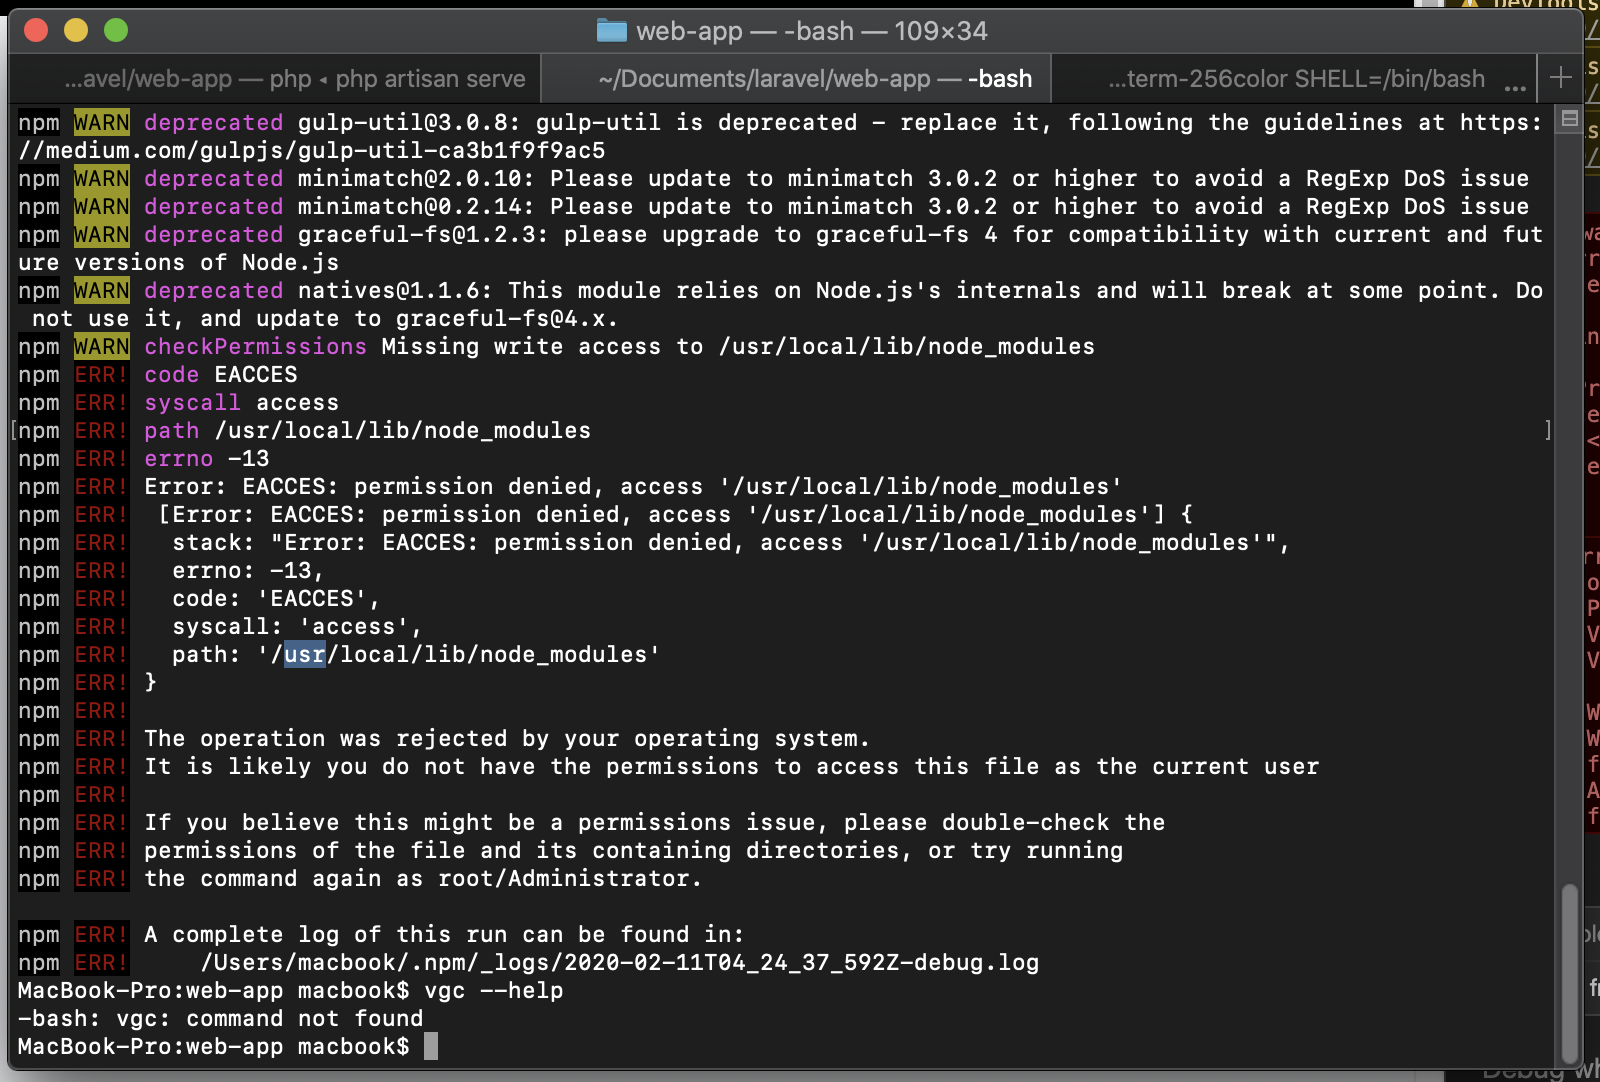 web-app — -bash — 109×34
...avel/web-app — php ◂ php artisan serve
~/Documents/laravel/web-app — -bash
...term-256color SHELL=/bin/bash ...
npm WARN deprecated gulp-util@3.0.8: gulp-util is deprecated - replace it, following the guidelines at https:
//medium.com/gulpjs/gulp-util-ca3b1f9f9ac5
npm WARN deprecated minimatch@2.0.10: Please update to minimatch 3.0.2 or higher to avoid a RegExp DoS issue
npm WARN deprecated minimatch@0.2.14: Please update to minimatch 3.0.2 or higher to avoid a RegExp DoS issue
npm WARN deprecated graceful-fs@1.2.3: please upgrade to graceful-fs 4 for compatibility with current and fut
ure versions of Node.js
npm WARN deprecated natives@1.1.6: This module relies on Node.js's internals and will break at some point. Do
 not use it, and update to graceful-fs@4.x.
npm WARN checkPermissions Missing write access to /usr/local/lib/node_modules
npm ERR! code EACCES
npm ERR! syscall access
[npm ERR! path /usr/local/lib/node_modules ]
npm ERR! errno -13
npm ERR! Error: EACCES: permission denied, access '/usr/local/lib/node_modules'
npm ERR!  [Error: EACCES: permission denied, access '/usr/local/lib/node_modules'] {
npm ERR!   stack: "Error: EACCES: permission denied, access '/usr/local/lib/node_modules'",
npm ERR!   errno: -13,
npm ERR!   code: 'EACCES',
npm ERR!   syscall: 'access',
npm ERR!   path: '/usr/local/lib/node_modules'
npm ERR! }
npm ERR!
npm ERR! The operation was rejected by your operating system.
npm ERR! It is likely you do not have the permissions to access this file as the current user
npm ERR!
npm ERR! If you believe this might be a permissions issue, please double-check the
npm ERR! permissions of the file and its containing directories, or try running
npm ERR! the command again as root/Administrator.

npm ERR! A complete log of this run can be found in:
npm ERR!     /Users/macbook/.npm/_logs/2020-02-11T04_24_37_592Z-debug.log
MacBook-Pro:web-app macbook$ vgc --help
-bash: vgc: command not found
MacBook-Pro:web-app macbook$